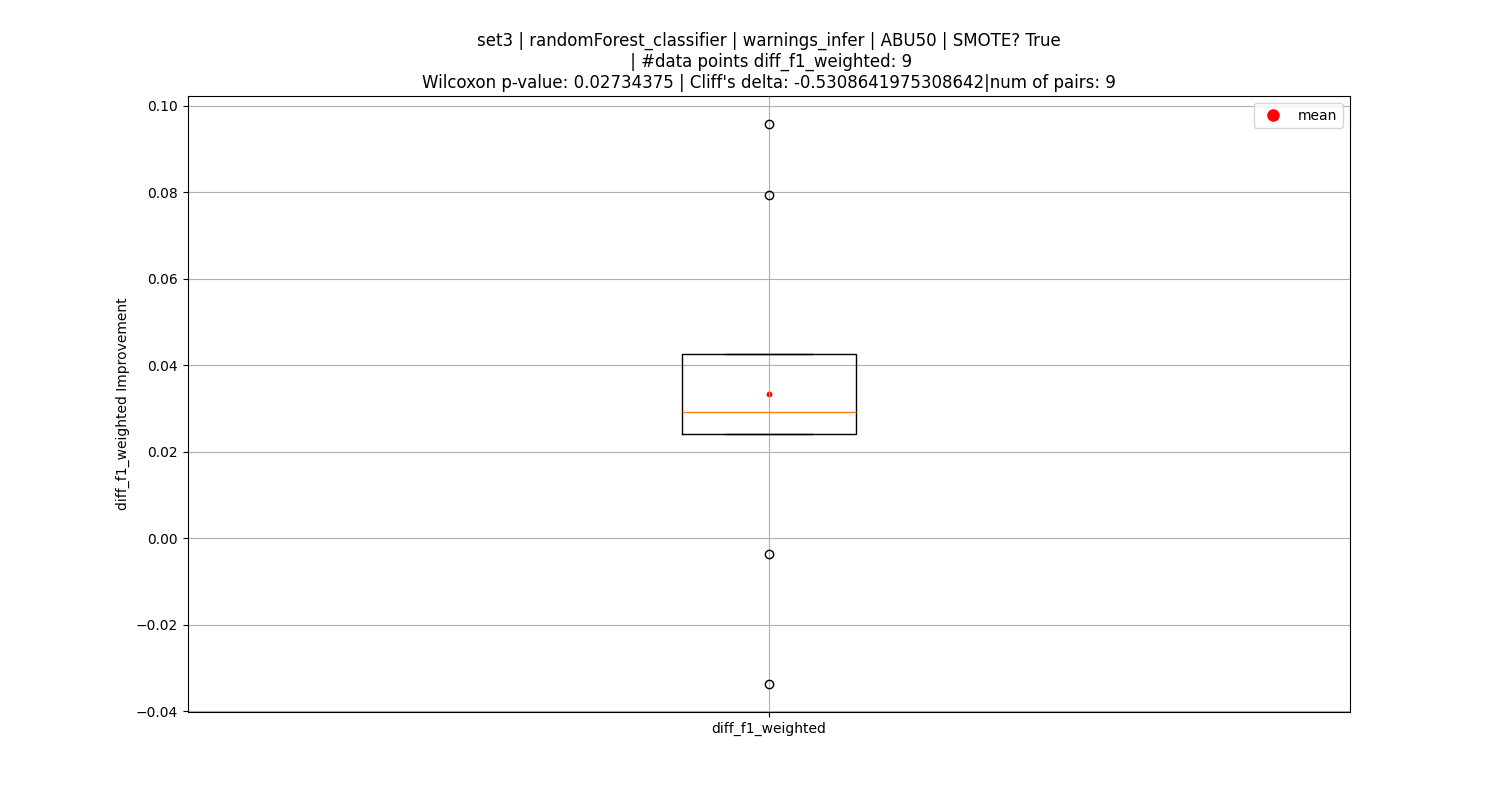 set3 | randomForest_classifier | warnings_infer | ABU50 | SMOTE? True
| #data points diff_f1_weighted: 9
Wilcoxon p-value: 0.02734375 | Cliff's delta: -0.5308641975308642|num of pairs: 9
mean
0.10
0.08
0.06
0.04
0.02
0.00
−0.02
−0.04
diff_f1_weighted Improvement
diff_f1_weighted